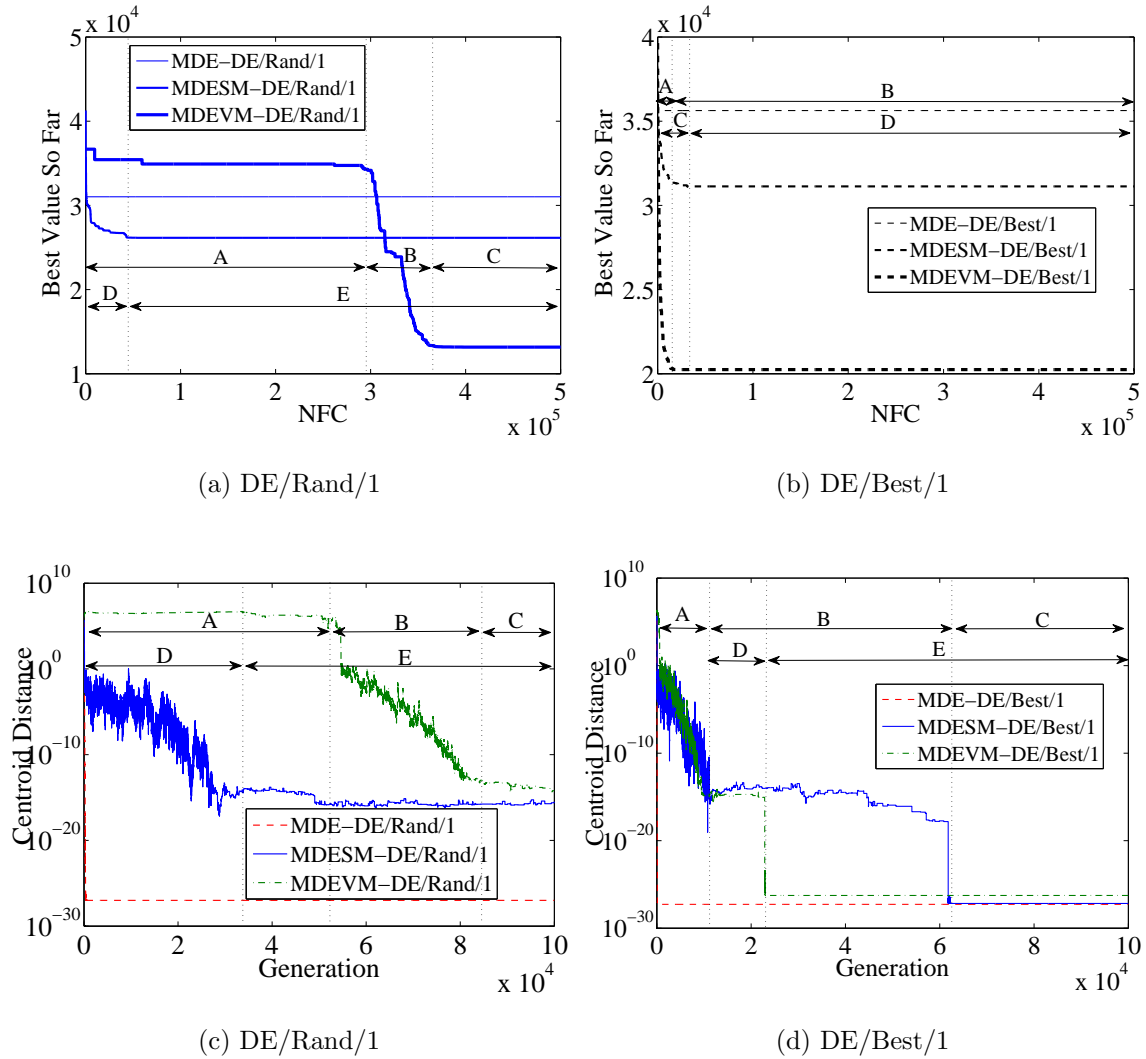 x 10^4
5
4
3
2
1
Best Value So Far
MDE−DE/Rand/1
MDESM−DE/Rand/1
MDEVM−DE/Rand/1
A
B
C
D
E
0 1 2 3 4 5
NFC
x 10^5
(a) DE/Rand/1
x 10^4
4
3.5
3
2.5
2
Best Value So Far
A
B
C
D
MDE−DE/Best/1
MDESM−DE/Best/1
MDEVM−DE/Best/1
0 1 2 3 4 5
NFC
x 10^5
(b) DE/Best/1
10^10
10^0
10^−10
10^−20
10^−30
Centroid Distance
A
B
C
D
E
MDE−DE/Rand/1
MDESM−DE/Rand/1
MDEVM−DE/Rand/1
0 2 4 6 8 10
Generation
x 10^4
(c) DE/Rand/1
10^10
10^0
10^−10
10^−20
10^−30
Centroid Distance
A
B
C
D
E
MDE−DE/Best/1
MDESM−DE/Best/1
MDEVM−DE/Best/1
0 2 4 6 8 10
Generation
x 10^4
(d) DE/Best/1